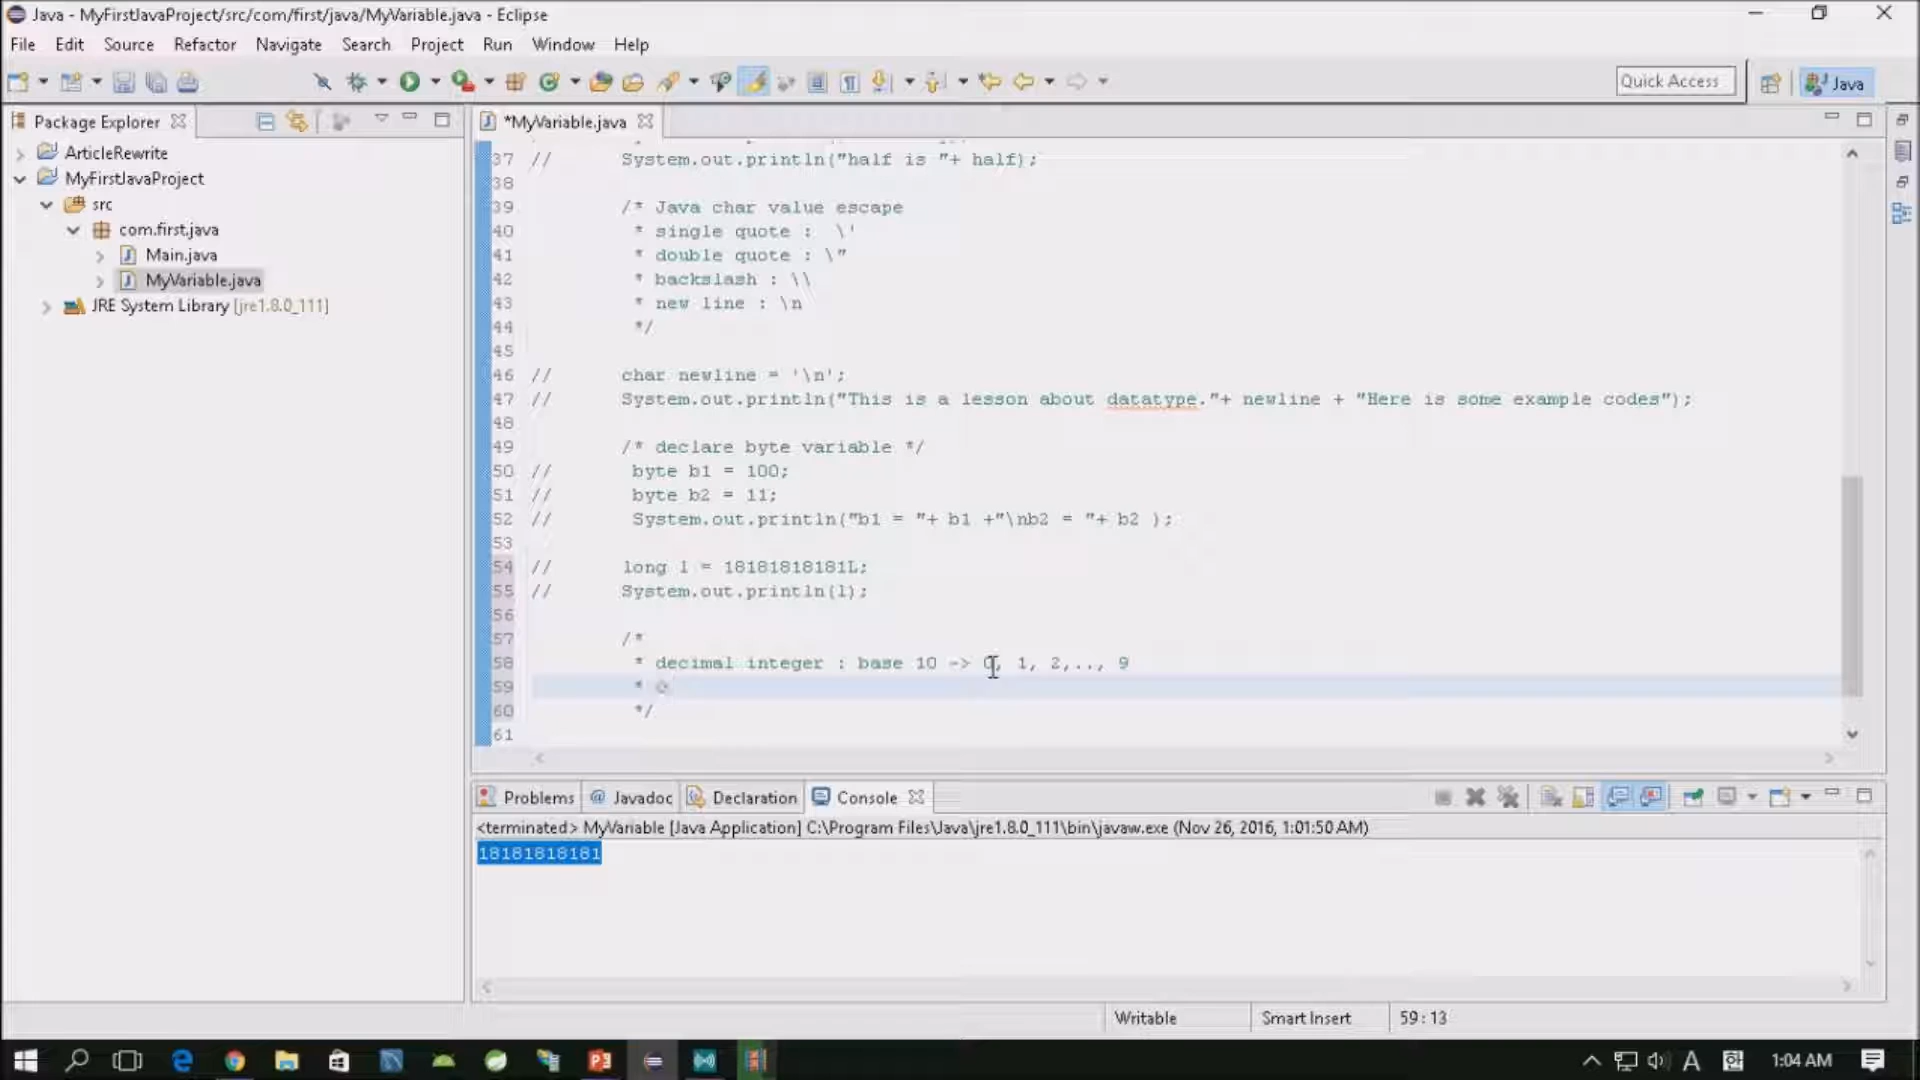 Java - MyFirstJavaProject/src/com/first/java/MyVariable.java - Eclipse
File Edit Source Refactor Navigate Search Project Run Window Help
Quick Access
Java
Package Explorer
*MyVariable.java
ArticleRewrite
MyFirstJavaProject
src
com.first.java
Main.java
MyVariable.java
JRE System Library [jre1.8.0_111]
37 // System.out.println("half is "+ half);
38
39 /* Java char value escape
40 * single quote : \'
41 * double quote : \"
42 * backslash : \\
43 * new line : \n
44 */
45
46 // char newline = '\n';
47 // System.out.println("This is a lesson about datatype."+ newline + "Here is some example codes");
48
49 /* declare byte variable */
50 // byte b1 = 100;
51 // byte b2 = 11;
52 // System.out.println("b1 = "+ b1 +"\nb2 = "+ b2 );
53
54 // long l = 18181818181L;
55 // System.out.println(l);
56
57 /*
58 * decimal integer : base 10 -> 0, 1, 2,.., 9
59 *
60 */
61
Problems @ Javadoc Declaration Console
<terminated> MyVariable [Java Application] C:\Program Files\Java\jre1.8.0_111\bin\javaw.exe (Nov 26, 2016, 1:01:50 AM)
18181818181
Writable Smart Insert 59 : 13
A 1:04 AM